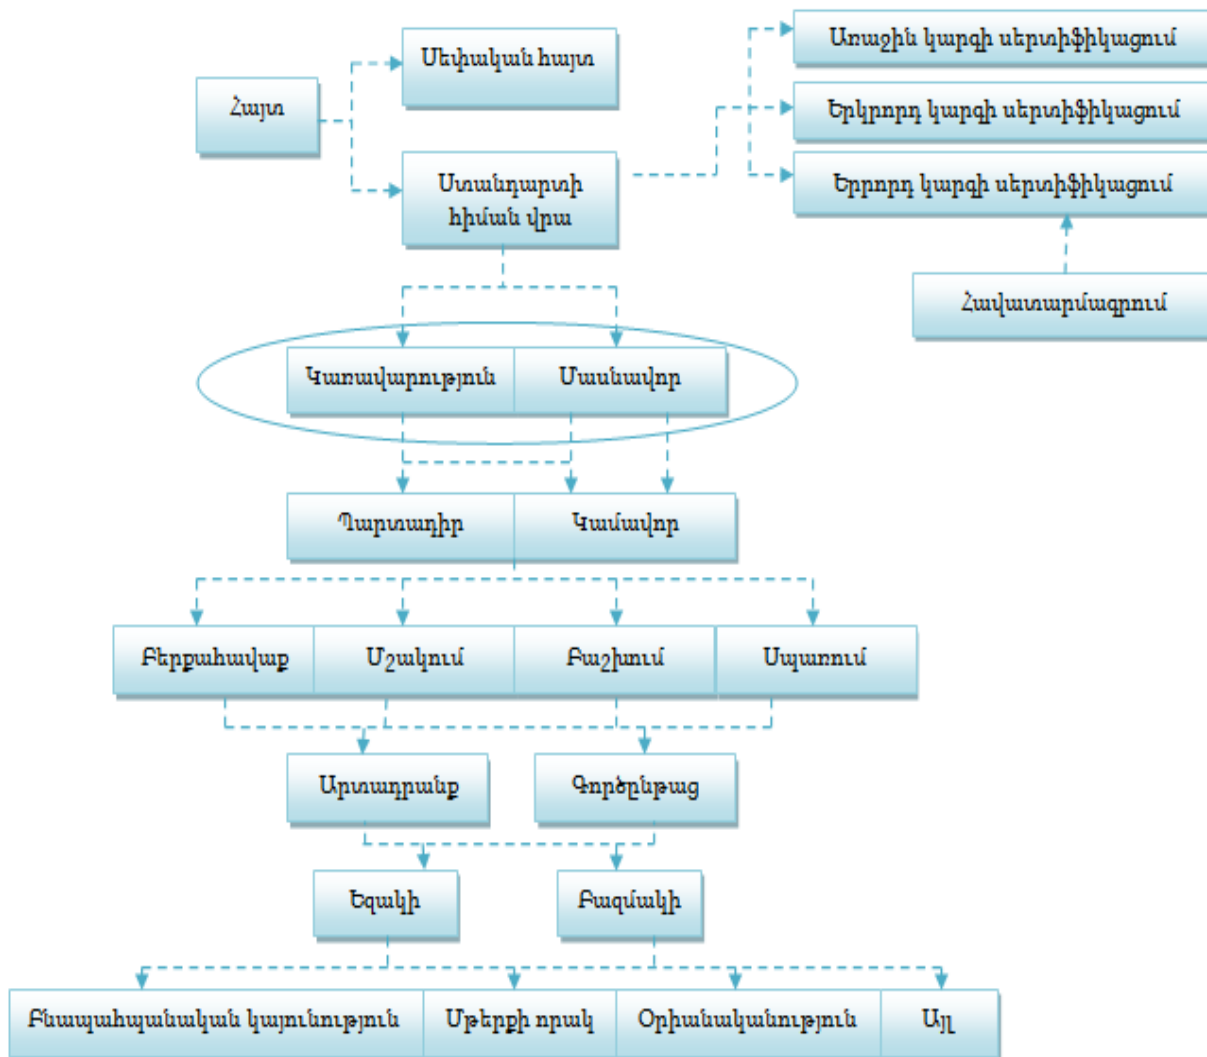 Առաջին կարգի սերտիֆիկացում
Սեփական հայտ
Հայտ
Երկրորդ կարգի սերտիֆիկացում
Ստանդարտի
հիման վրա
Երրորդ կարգի սերտիֆիկացում
Հավատարմագրում
Կառավարություն
Մասնավոր
Պարտադիր
Կամավոր
Բերքահավաք
Մշակում
Բաշխում
Սպառում
Արտադրանք
Գործընթաց
Եզակի
Բազմակի
Բնապահպանական կայունություն
Մթերքի որակ
Օրինականություն
Այլ